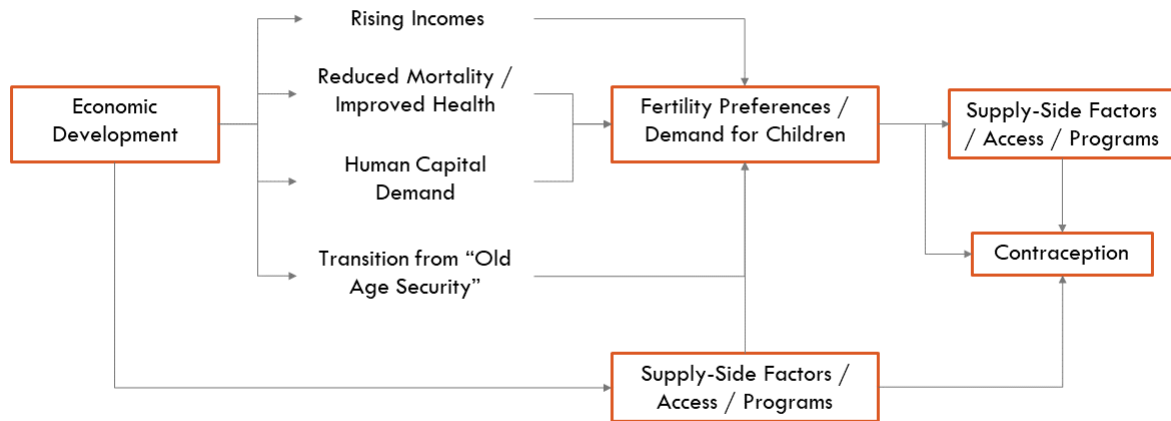 Rising Incomes
Economic
Development
Reduced Mortality /
Improved Health
Human Capital
Demand
Transition from “Old
Age Security”
Fertility Preferences /
Demand for Children
Supply-Side Factors
/ Access / Programs
Contraception
Supply-Side Factors /
Access / Programs